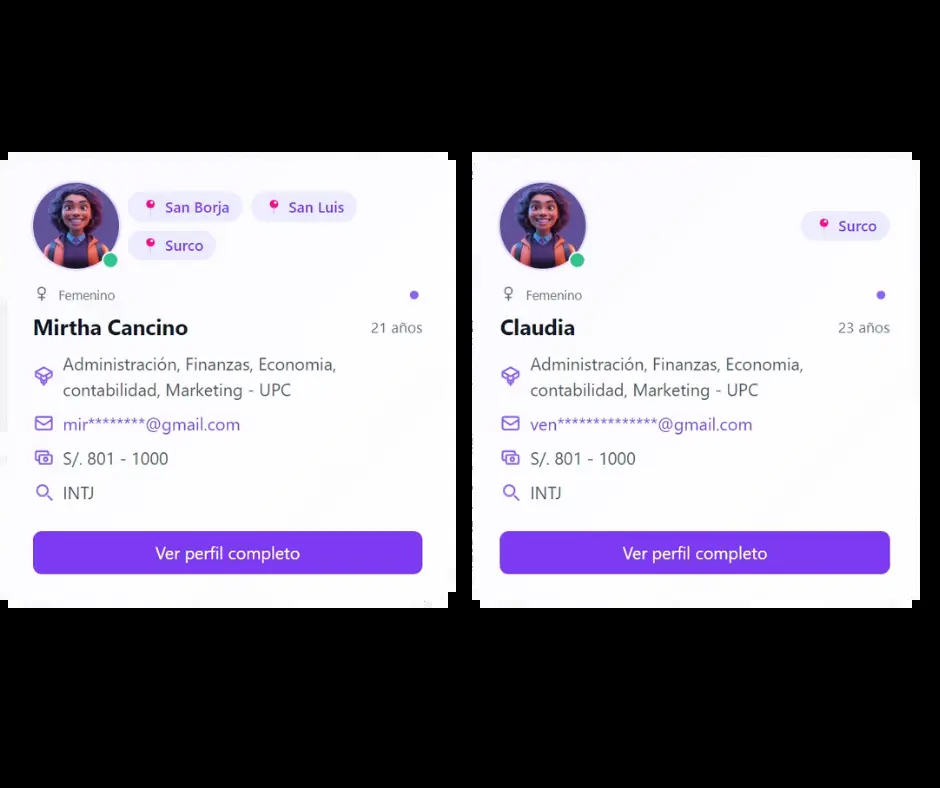 San Borja
San Luis
Surco
Femenino
Mirtha Cancino
21 años
Administración, Finanzas, Economia,
contabilidad, Marketing - UPC
mir********@gmail.com
S/. 801 - 1000
INTJ
Ver perfil completo
Surco
Femenino
Claudia
23 años
Administración, Finanzas, Economia,
contabilidad, Marketing - UPC
ven**************@gmail.com
S/. 801 - 1000
INTJ
Ver perfil completo